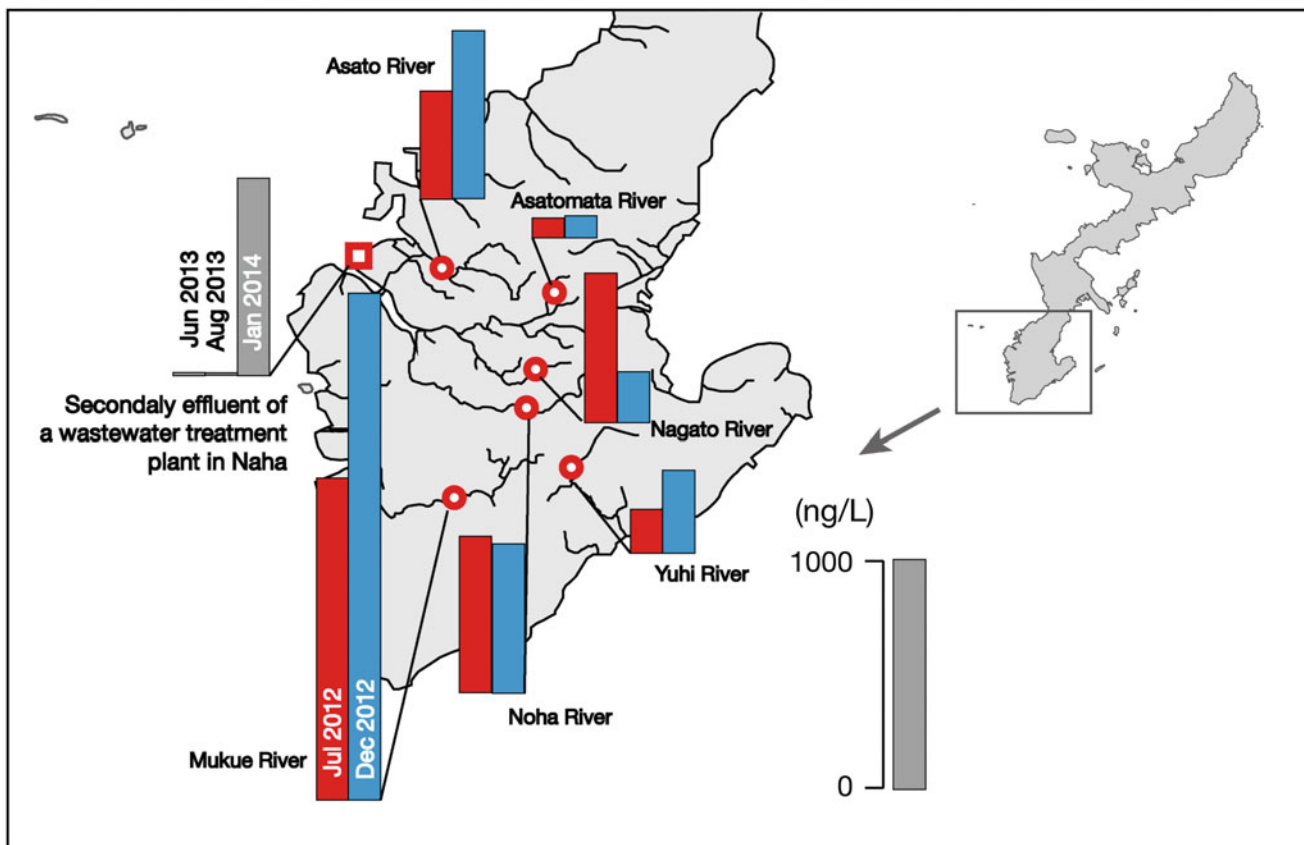 Asato River
Asatomata River
Jun 2013
Aug 2013
Jan 2014
Secondaly effluent of
a wastewater treatment
plant in Naha
Nagato River
(ng/L)
1000
Yuhi River
Jul 2012
Dec 2012
Noha River
Mukue River
0